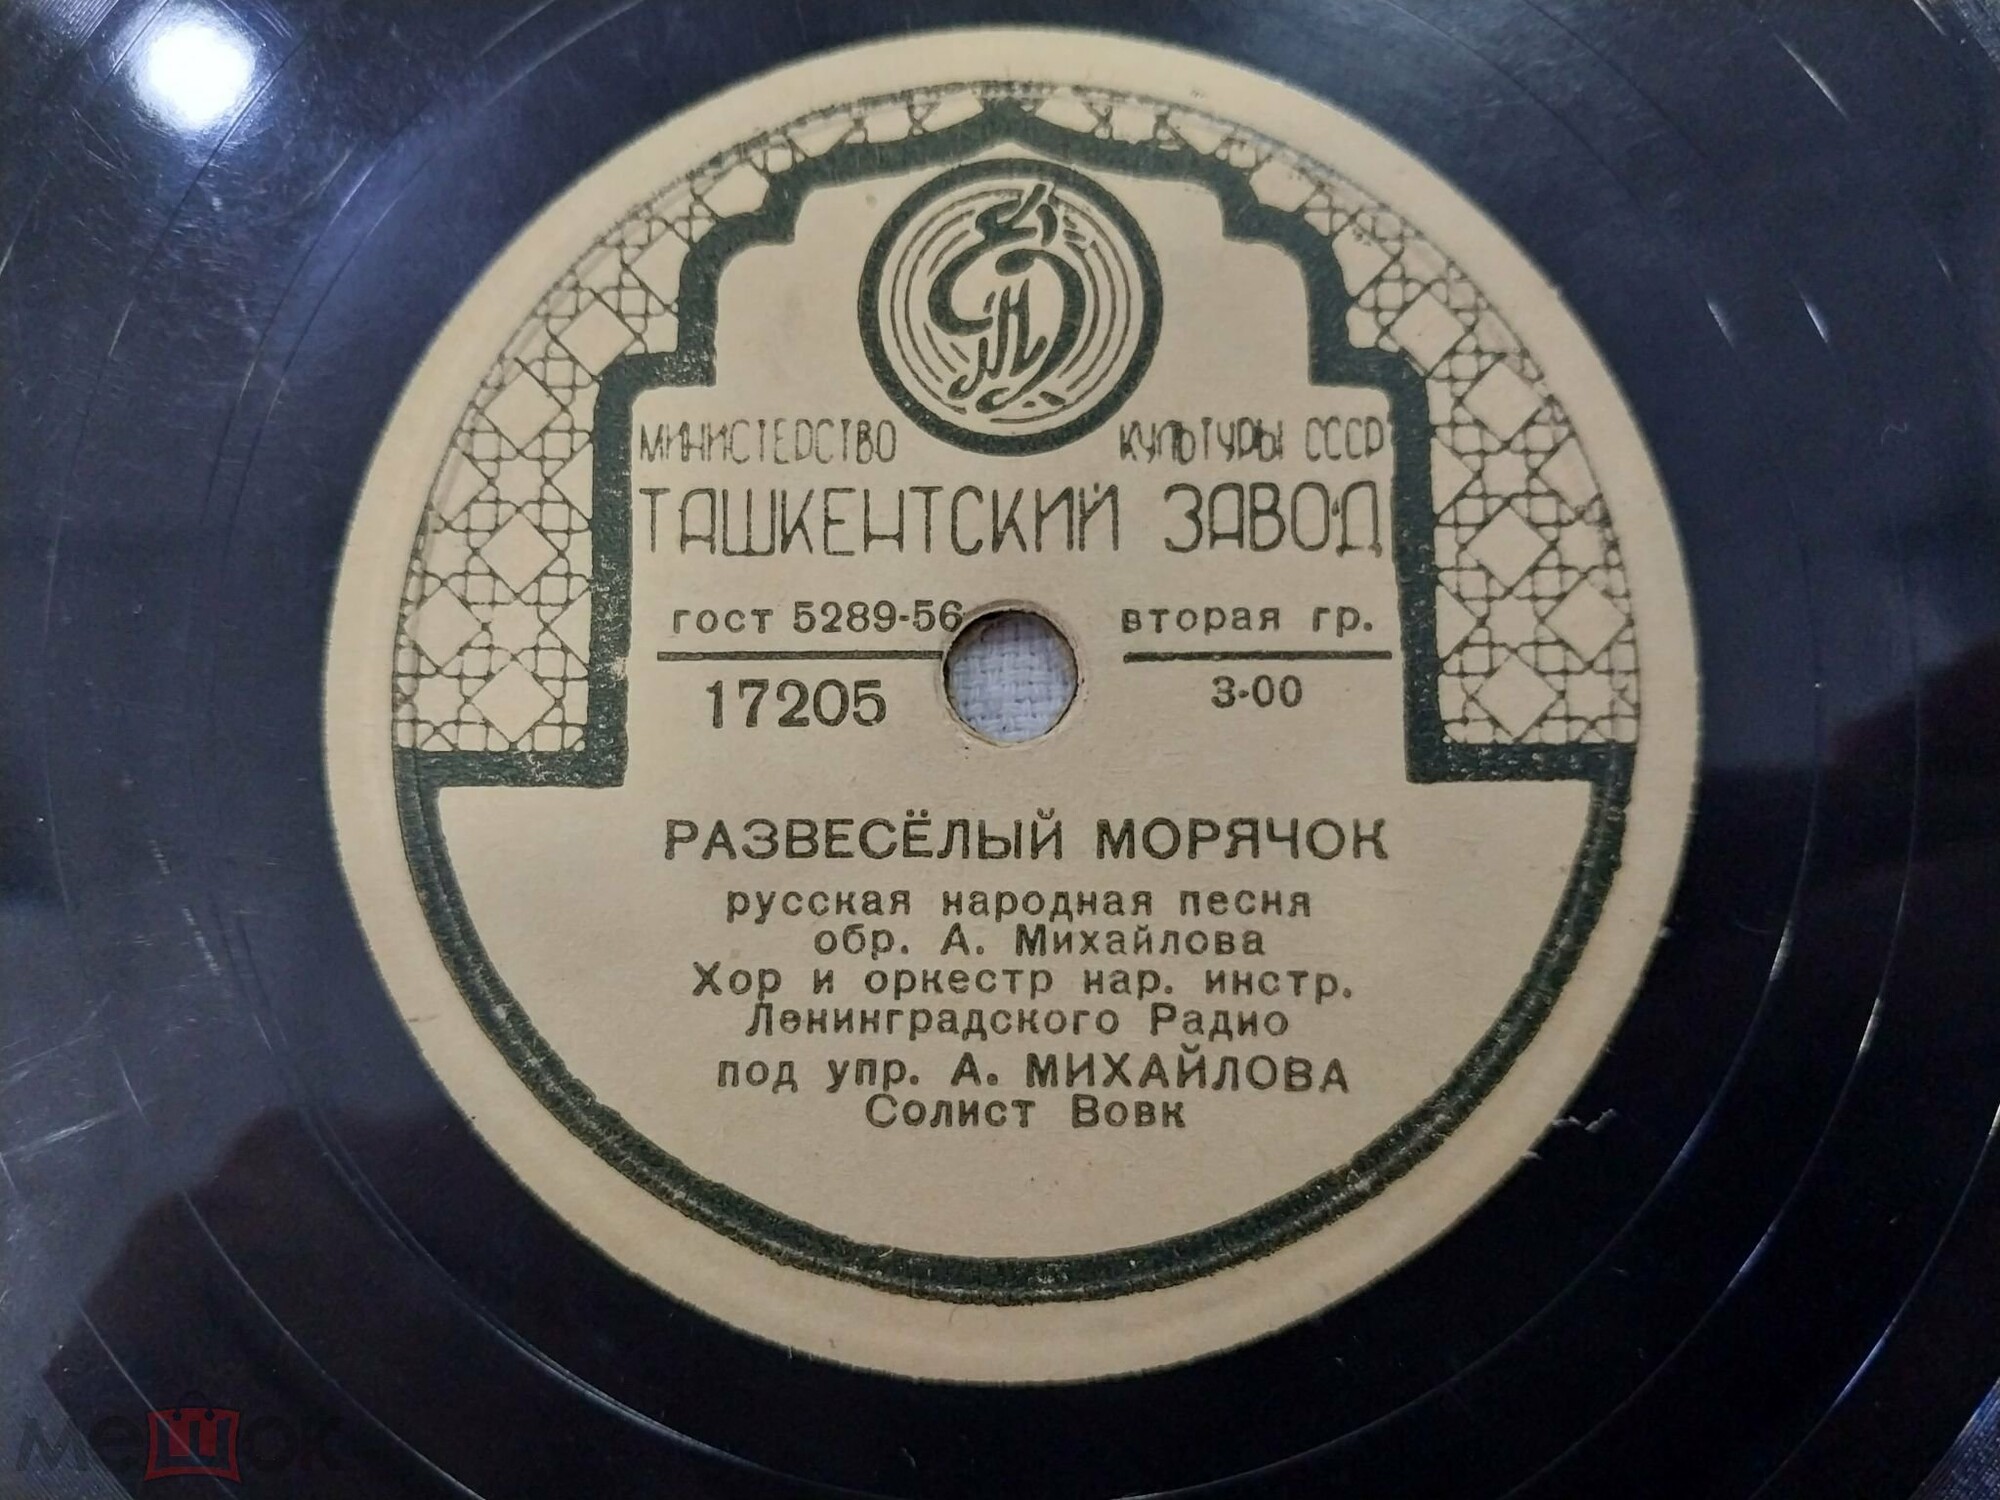 МИНИСТЕРСТВО КУЛЬТУРЫ СССР
ТАШКЕНТСКИЙ ЗАВОД
гост 5289-56 вторая гр.
17205 3-00
РАЗВЕСЁЛЫЙ МОРЯЧОК
русская народная песня
обр. А. Михайлова
Хор и оркестр нар. инстр.
Ленинградского Радио
под упр. А. МИХАЙЛОВА
Солист Вовк
мешок